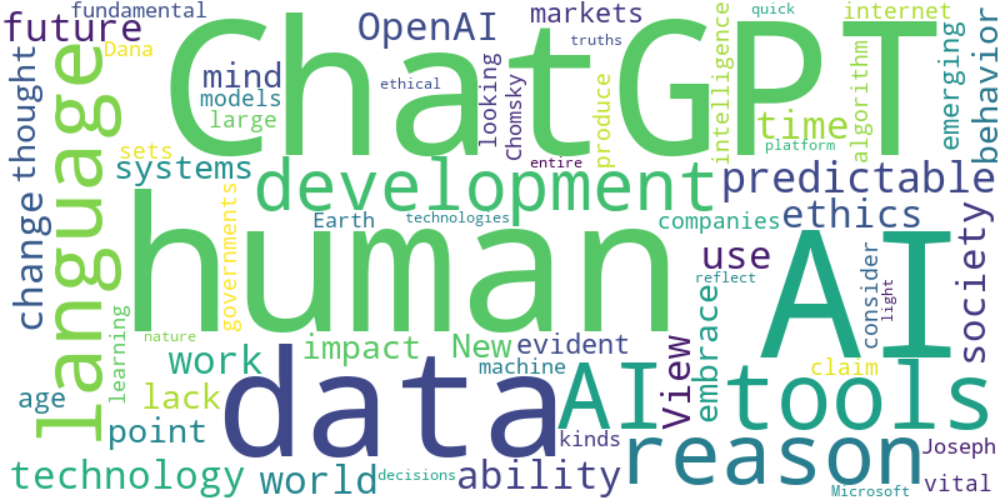 fundamental
future
Dana
ChatGPT
OpenAI
markets
truths
quick
internet
mind
models
large
ethical
looking
Chomsky
produce
intelligence
time
platform
algorithm
emerging
behavior
thought
language
sets
systems
entire
development
predictable
change
governments
Earth
technologies
companies
ethics
human
use
reflect
AI
consider
light
society
learning
nature
work
impact
New
evident
machine
View
embrace
claim
age
lack
point
data
AI tools
kinds
reason
Joseph
technology
world
decisions
ability
Microsoft
vital